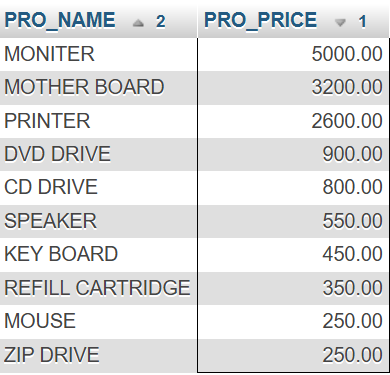 PRO_NAME 2 PRO_PRICE 1
MONITER 5000.00
MOTHER BOARD 3200.00
PRINTER 2600.00
DVD DRIVE 900.00
CD DRIVE 800.00
SPEAKER 550.00
KEY BOARD 450.00
REFILL CARTRIDGE 350.00
MOUSE 250.00
ZIP DRIVE 250.00